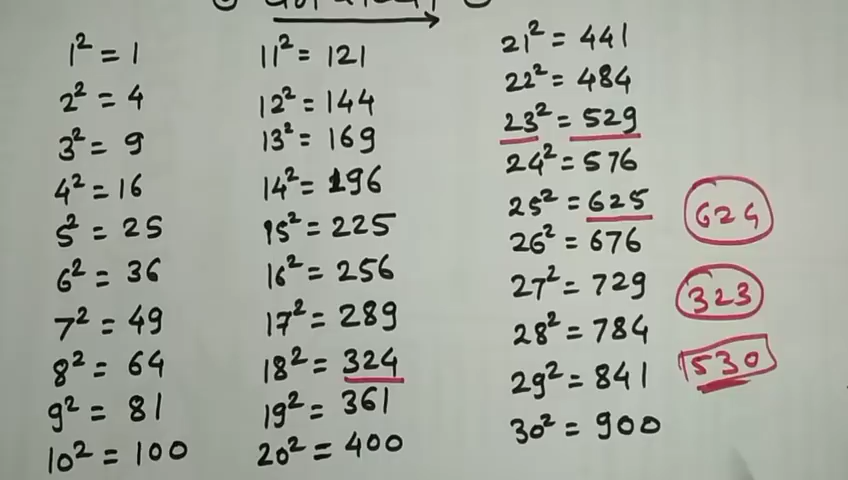 1² = 1
2² = 4
3² = 9
4² = 16
5² = 25
6² = 36
7² = 49
8² = 64
9² = 81
10² = 100
11² = 121
12² = 144
13² = 169
14² = 196
15² = 225
16² = 256
17² = 289
18² = 324
19² = 361
20² = 400
21² = 441
22² = 484
23² = 529
24² = 576
25² = 625
26² = 676
27² = 729
28² = 784
29² = 841
30² = 900
624
323
530